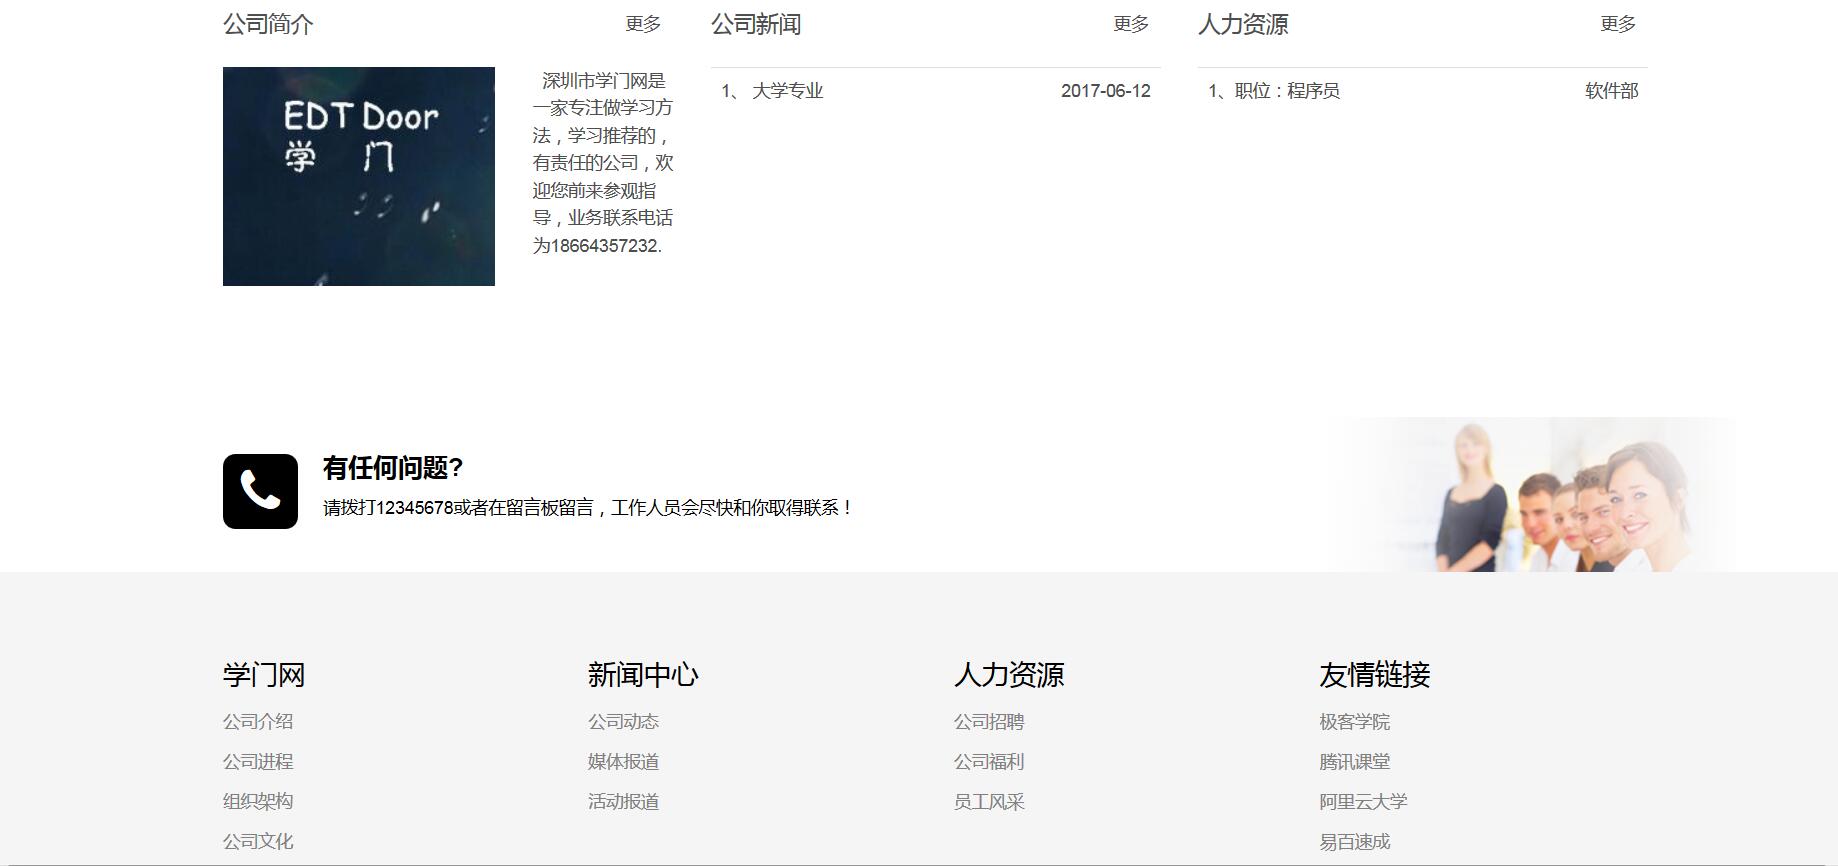 公司简介 更多
EDT Door
学 门
深圳市学门网是
一家专注做学习方
法，学习推荐的，
有责任的公司，欢
迎您前来参观指
导，业务联系电话
为18664357232.
公司新闻 更多
1、 大学专业 2017-06-12
人力资源 更多
1、职位：程序员 软件部
有任何问题?
请拨打12345678或者在留言板留言，工作人员会尽快和你取得联系！
学门网
公司介绍
公司进程
组织架构
公司文化
新闻中心
公司动态
媒体报道
活动报道
人力资源
公司招聘
公司福利
员工风采
友情链接
极客学院
腾讯课堂
阿里云大学
易百速成